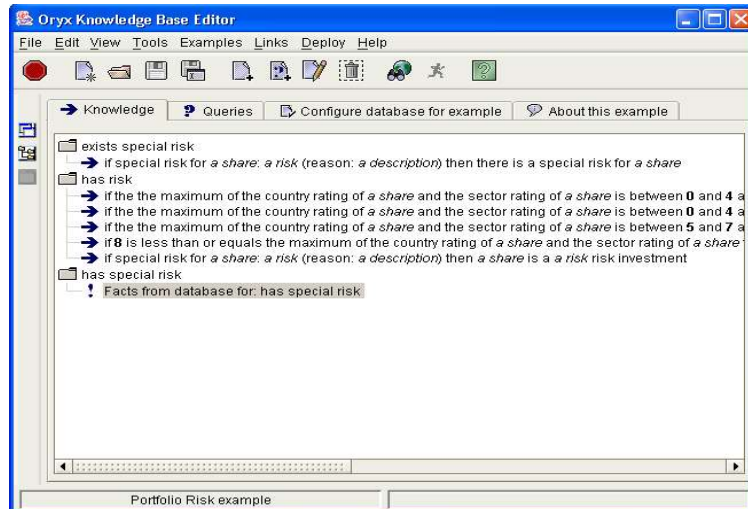 Oryx Knowledge Base Editor
File Edit View Tools Examples Links Deploy Help
Knowledge ? Queries Configure database for example About this example
exists special risk
if special risk for a share: a risk (reason: a description) then there is a special risk for a share
has risk
if the the maximum of the country rating of a share and the sector rating of a share is between 0 and 4 a
if the the maximum of the country rating of a share and the sector rating of a share is between 0 and 4 a
if the the maximum of the country rating of a share and the sector rating of a share is between 5 and 7 a
if 8 is less than or equals the maximum of the country rating of a share and the sector rating of a share
if special risk for a share: a risk (reason: a description) then a share is a a risk risk investment
has special risk
! Facts from database for: has special risk
Portfolio Risk example